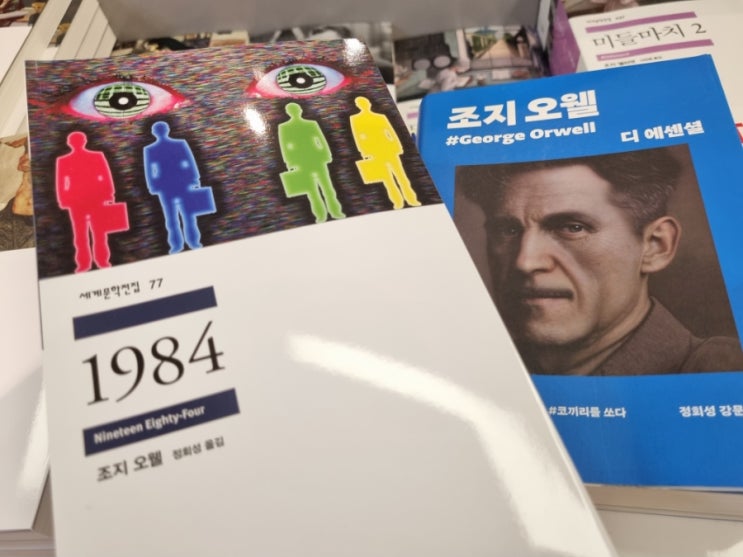 세계문학전집 77
1984
Nineteen Eighty-Four
조지 오웰 정회성 옮김
조지 오웰
#George Orwell
디 에센셜
#코끼리를 쏘다
정회성 강문
미들마치 2